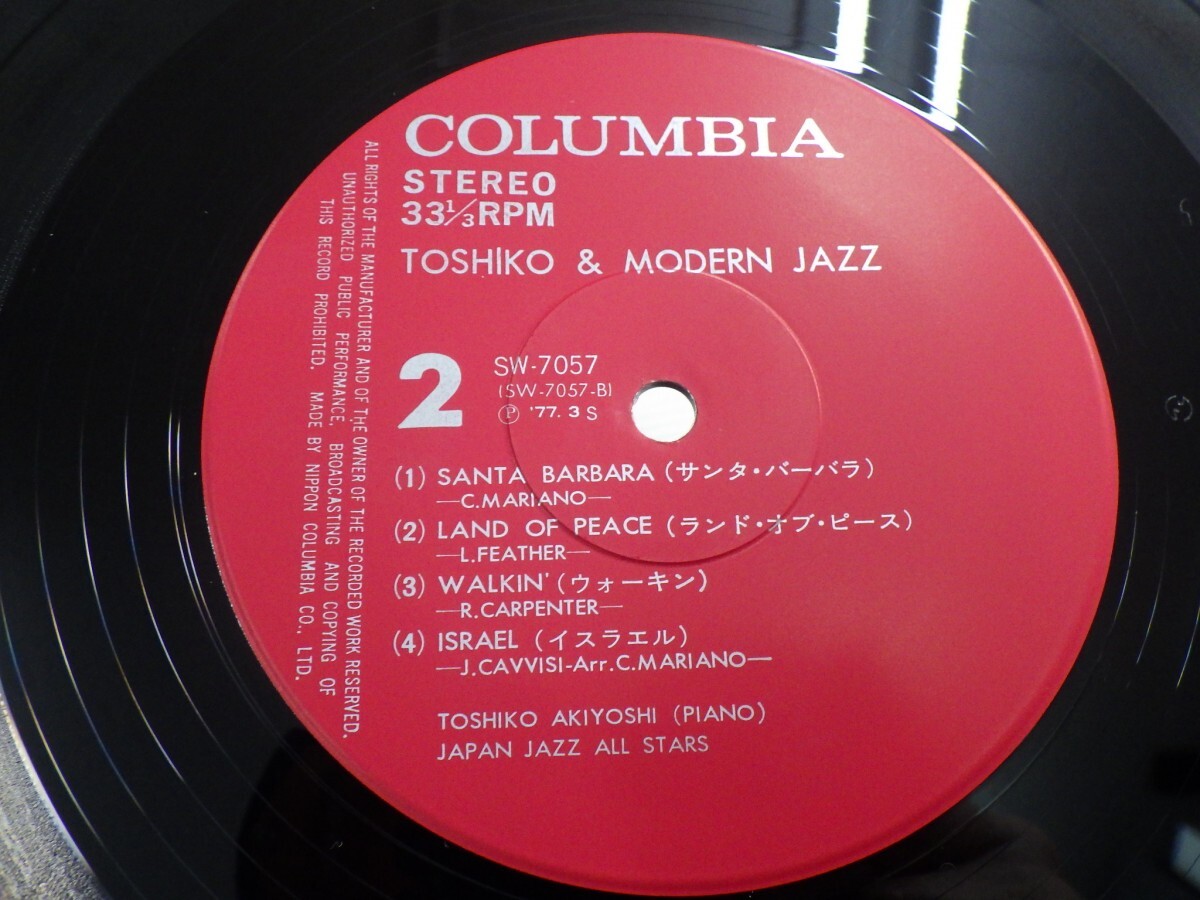 COLUMBIA
STEREO
33⅓RPM
TOSHIKO & MODERN JAZZ
2
SW-7057
(SW-7057-B)
Ⓟ '77. 3 S
(1) SANTA BARBARA (サンタ・バーバラ)
—C.MARIANO—
(2) LAND OF PEACE (ランド・オブ・ピース)
—L.FEATHER—
(3) WALKIN' (ウォーキン)
—R.CARPENTER—
(4) ISRAEL (イスラエル)
—J.CAVVISI-Arr.C.MARIANO—
TOSHIKO AKIYOSHI (PIANO)
JAPAN JAZZ ALL STARS
ALL RIGHTS OF THE MANUFACTURER AND OF THE OWNER OF THE RECORDED WORK RESERVED.
UNAUTHORIZED PUBLIC PERFORMANCE, BROADCASTING AND COPYING OF
THIS RECORD PROHIBITED. MADE BY NIPPON COLUMBIA CO., LTD.